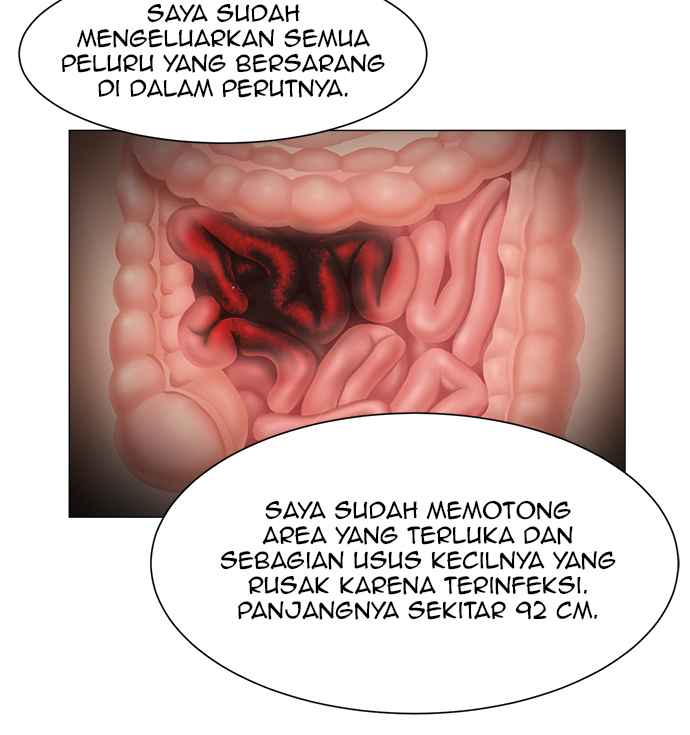 SAYA SUDAH
MENGELUARKAN SEMUA
PELURU YANG BERSARANG
DI DALAM PERUTNYA.
SAYA SUDAH MEMOTONG
AREA YANG TERLUKA DAN
SEBAGIAN USUS KECILNYA YANG
RUSAK KARENA TERINFEKSI.
PANJANGNYA SEKITAR 92 CM.